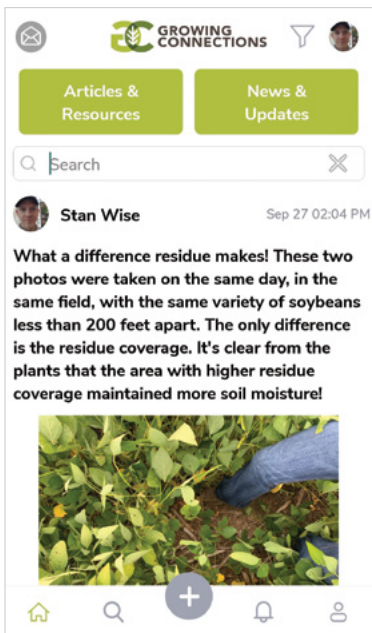 GROWING
CONNECTIONS
Articles &
Resources
News &
Updates
Search
Stan Wise
Sep 27 02:04 PM
What a difference residue makes! These two
photos were taken on the same day, in the
same field, with the same variety of soybeans
less than 200 feet apart. The only difference
is the residue coverage. It's clear from the
plants that the area with higher residue
coverage maintained more soil moisture!